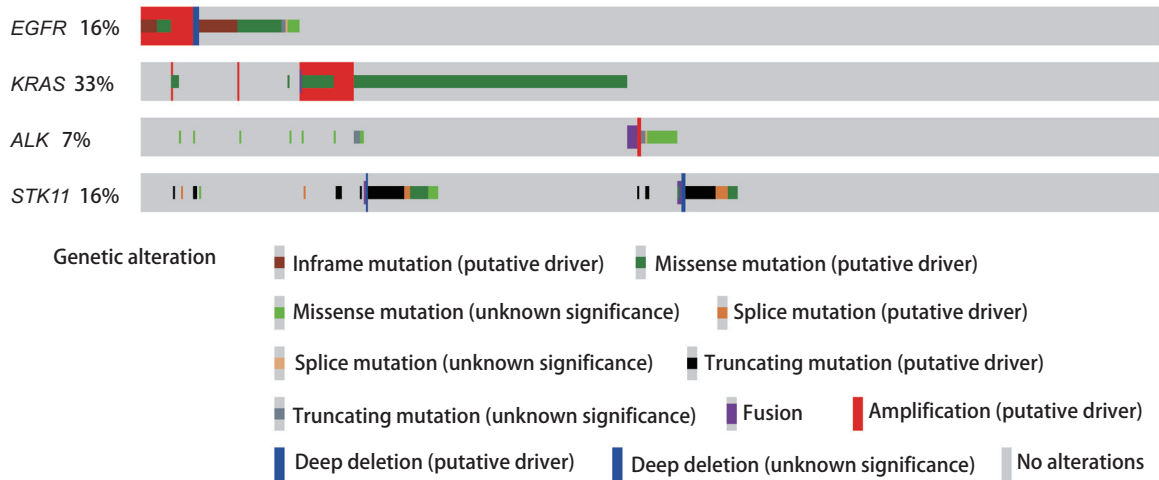 EGFR 16%
KRAS 33%
ALK 7%
STK11 16%
Genetic alteration
Inframe mutation (putative driver) Missense mutation (putative driver)
Missense mutation (unknown significance) Splice mutation (putative driver)
Splice mutation (unknown significance) Truncating mutation (putative driver)
Truncating mutation (unknown significance) Fusion Amplification (putative driver)
Deep deletion (putative driver) Deep deletion (unknown significance) No alterations